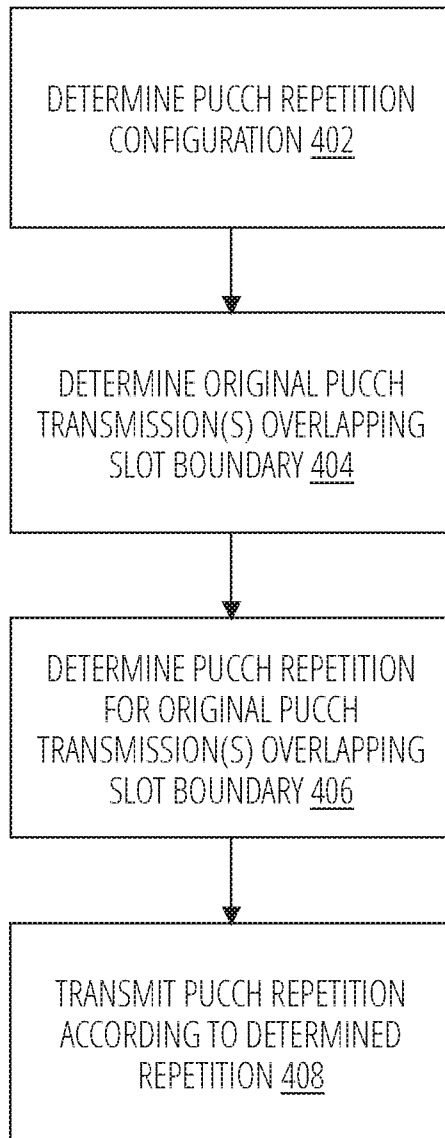 DETERMINE PUCCH REPETITION
CONFIGURATION 402
DETERMINE ORIGINAL PUCCH
TRANSMISSION(S) OVERLAPPING
SLOT BOUNDARY 404
DETERMINE PUCCH REPETITION
FOR ORIGINAL PUCCH
TRANSMISSION(S) OVERLAPPING
SLOT BOUNDARY 406
TRANSMIT PUCCH REPETITION
ACCORDING TO DETERMINED
REPETITION 408